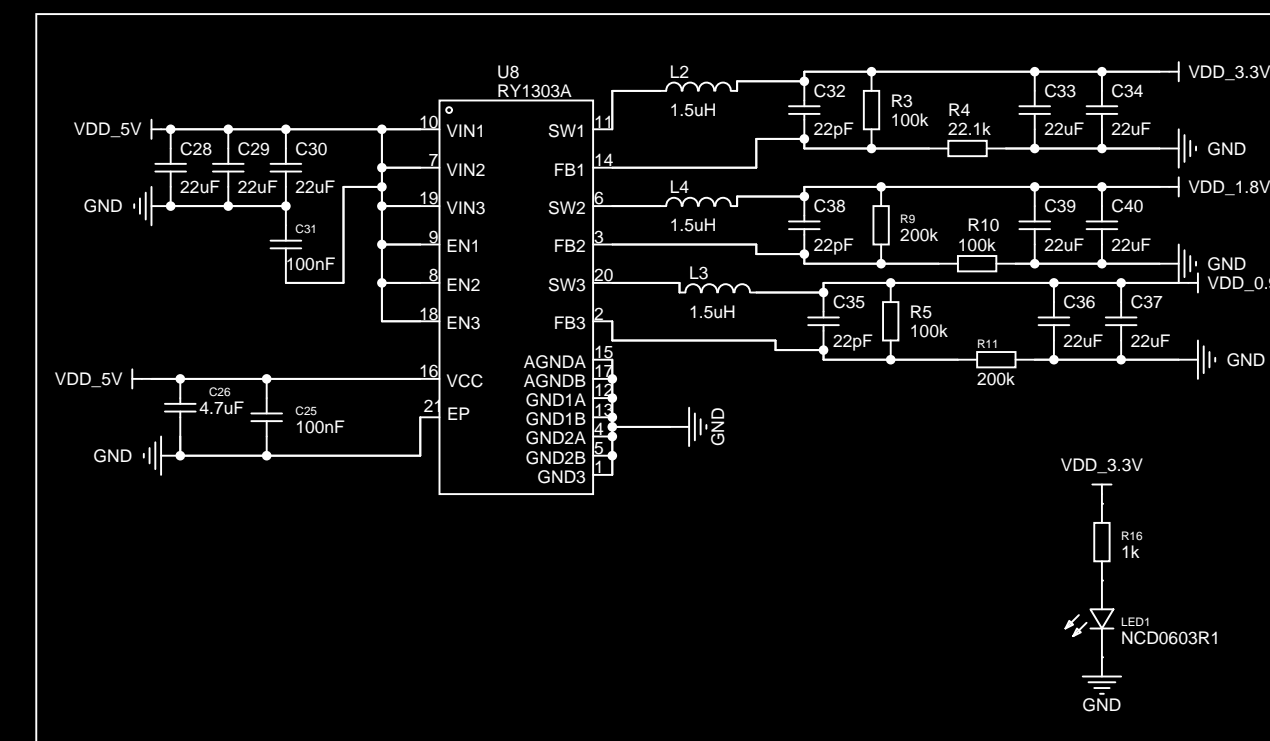 U8
RY1303A
VDD_5V
10 VIN1
7 VIN2
19 VIN3
9 EN1
8 EN2
18 EN3
16 VCC
21 EP
SW1 11
FB1 14
SW2 6
FB2 3
SW3 20
FB3 2
AGNDA 15
AGNDB 17
GND1A 12
GND1B 13
GND2A 4
GND2B 5
GND3 1
C28
22uF
C29
22uF
C30
22uF
GND
C31
100nF
VDD_5V
C26
4.7uF
C25
100nF
GND
GND
L2
1.5uH
C32
22pF
R3
100k
R4
22.1k
C33
22uF
C34
22uF
VDD_3.3V
GND
L4
1.5uH
C38
22pF
R9
200k
R10
100k
C39
22uF
C40
22uF
VDD_1.8V
GND
L3
1.5uH
C35
22pF
R5
100k
R11
200k
C36
22uF
C37
22uF
VDD_0.9
GND
VDD_3.3V
R16
1k
LED1
NCD0603R1
GND